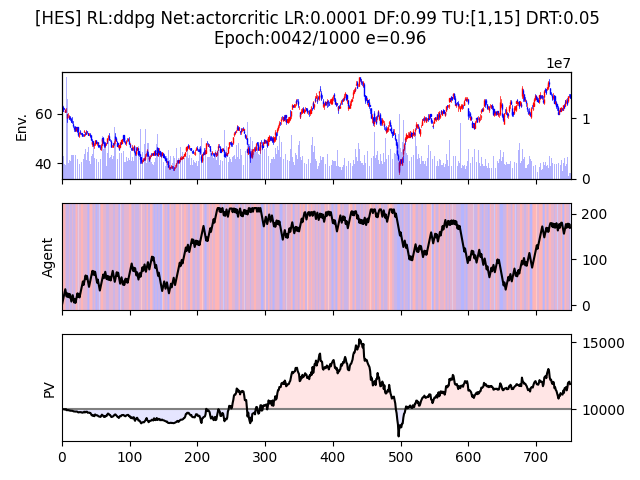 [HES] RL:ddpg Net:actorcritic LR:0.0001 DF:0.99 TU:[1,15] DRT:0.05
Epoch:0042/1000 e=0.96
1e7
Env.
60
40
1
0
Agent
200
100
0
PV
15000
10000
0 100 200 300 400 500 600 700